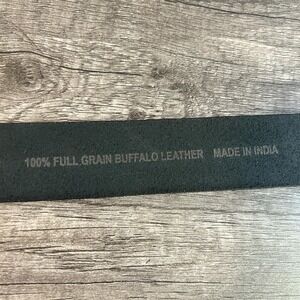 100% FULL GRAIN BUFFALO LEATHER MADE IN INDIA